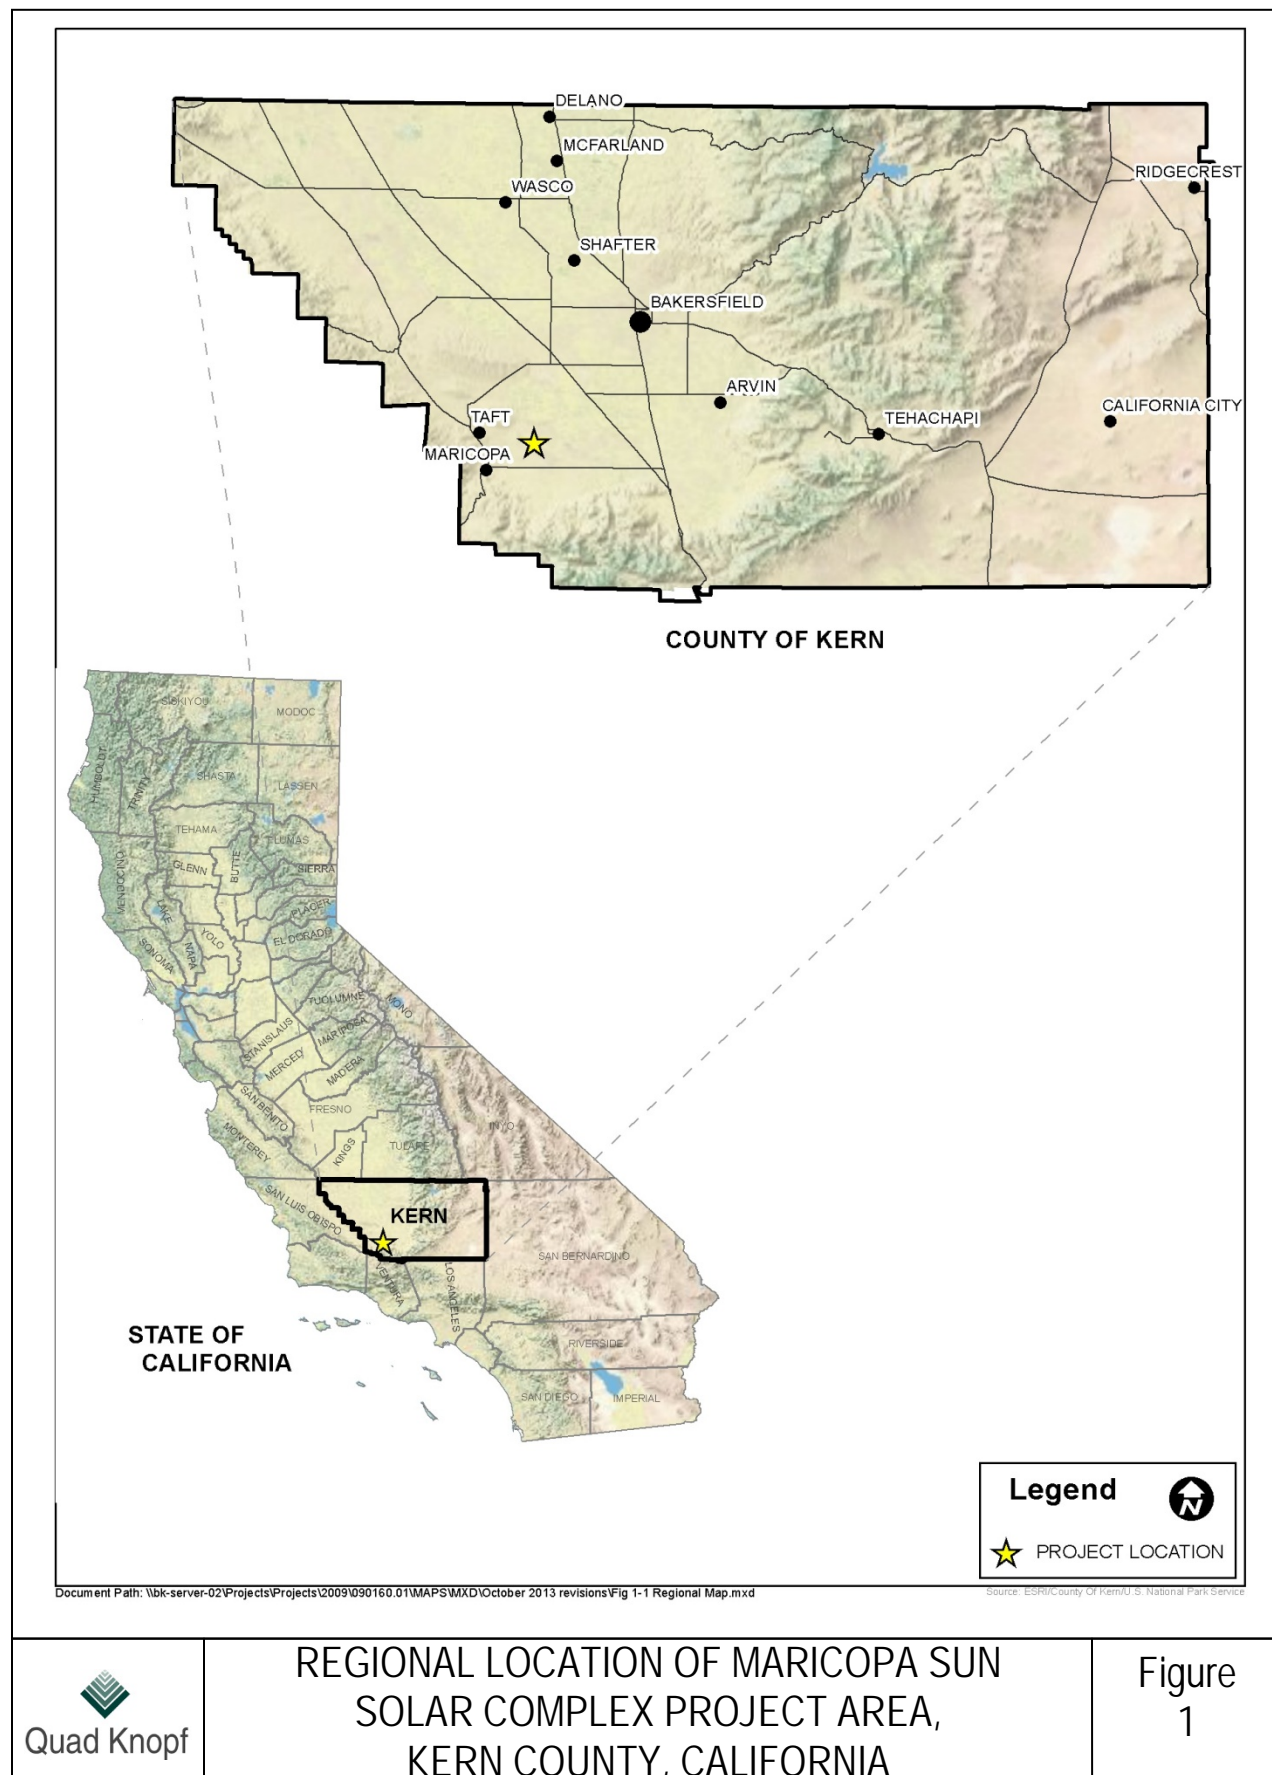 DELANO
MCFARLAND
WASCO
RIDGECREST
SHAFTER
BAKERSFIELD
ARVIN
TAFT
CALIFORNIA CITY
TEHACHAPI
MARICOPA
COUNTY OF KERN
SISKIYOU
MODOC
HUMBOLDT
TRINITY
SHASTA
LASSEN
TEHAMA
LUMAS
MENDOCINO
GLENN
BUTTE
SIERRA
LAKE
PLACER
SONOMA
NAPA
YOLO
EL DORADO
TUOLUMNE
MONO
STANISLAUS
MARIPOSA
MERCED
MADERA
SAN BENITO
FRESNO
MONTEREY
KINGS
TULARE
INYO
SAN LUIS OBISPO
KERN
SAN BERNARDINO
VENTURA
LOS ANGELES
STATE OF
CALIFORNIA
RIVERSIDE
SAN DIEGO
IMPERIAL
Legend
N
PROJECT LOCATION
Document Path: \\bk-server-02\Projects\Projects\2009\090160.01\MAPS\MXD\October 2013 revisions\Fig 1-1 Regional Map.mxd
Source: ESRI/County Of Kern/U.S. National Park Service
Quad Knopf
REGIONAL LOCATION OF MARICOPA SUN
SOLAR COMPLEX PROJECT AREA,
KERN COUNTY, CALIFORNIA
Figure
1